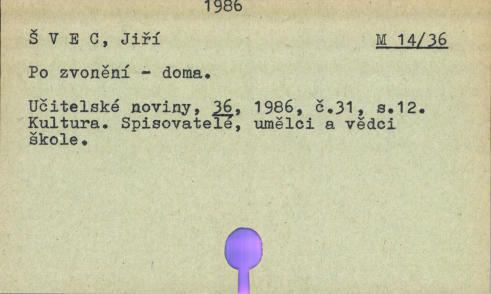 1986
Š V E C, Jiří M 14/36
Po zvonění - doma.
Učitelské noviny, 36, 1986, č.31, s.12.
Kultura. Spisovatelé, umělci a vědci
škole.